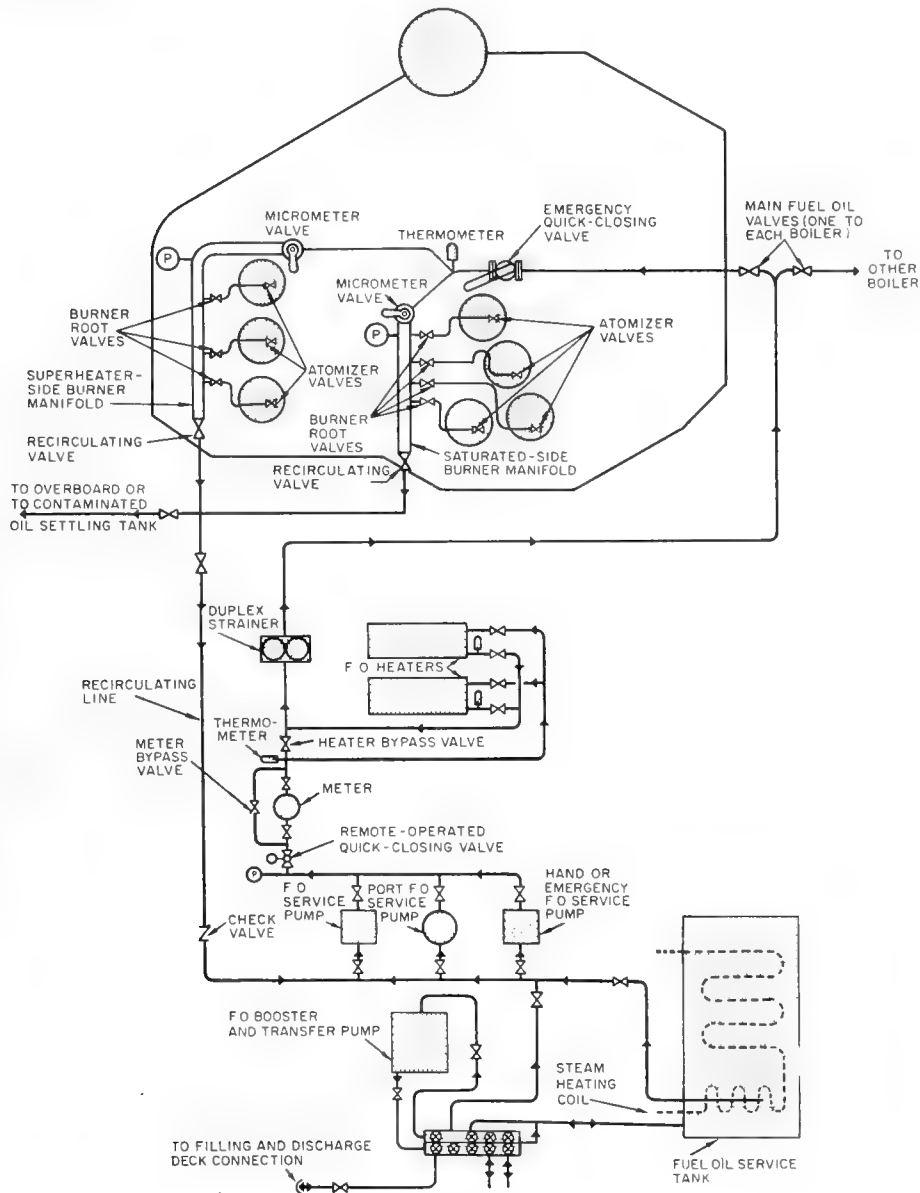 MICROMETER
VALVE
THERMOMETER
EMERGENCY
QUICK-CLOSING
VALVE
MAIN FUEL OIL
VALVES (ONE TO
EACH BOILER)
TO
OTHER
BOILER
P
MICROMETER
VALVE
P
BURNER
ROOT
VALVES
ATOMIZER
VALVES
ATOMIZER
VALVES
SUPERHEATER-
SIDE BURNER
MANIFOLD
BURNER
ROOT
VALVES
RECIRCULATING
VALVE
SATURATED-SIDE
BURNER MANIFOLD
RECIRCULATING
VALVE
TO OVERBOARD OR
TO CONTAMINATED
OIL SETTLING TANK
DUPLEX
STRAINER
F O HEATERS
RECIRCULATING
LINE
THERMO-
METER
HEATER BYPASS VALVE
METER
BYPASS
VALVE
METER
REMOTE-OPERATED
QUICK-CLOSING VALVE
P
F O
SERVICE
PUMP
PORT F O
SERVICE
PUMP
HAND OR
EMERGENCY
F O SERVICE
PUMP
CHECK
VALVE
F O BOOSTER
AND TRANSFER PUMP
STEAM
HEATING
COIL
TO FILLING AND DISCHARGE
DECK CONNECTION
FUEL OIL SERVICE
TANK